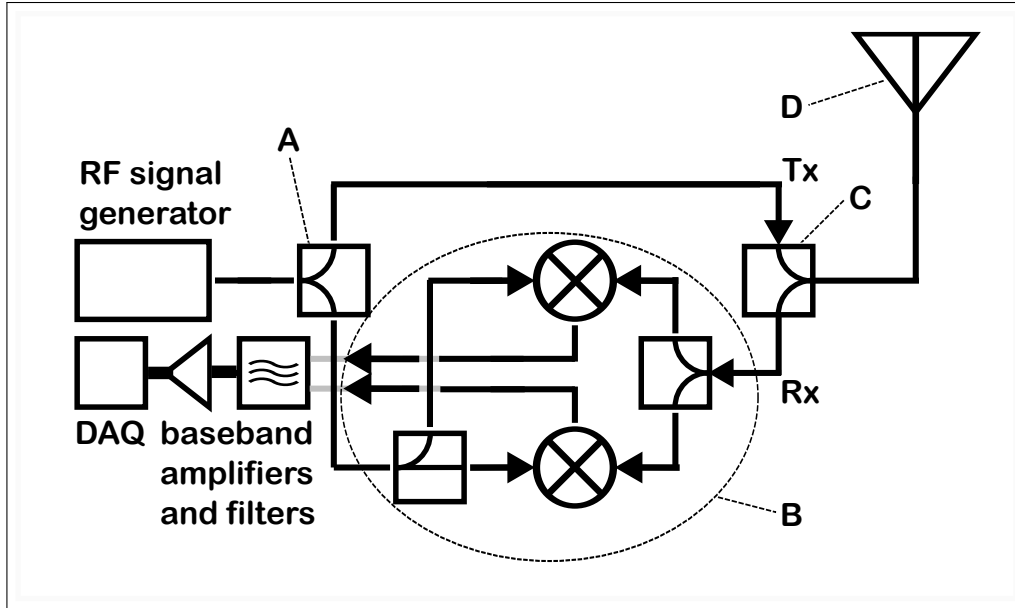 D
A
RF signal
generator
Tx
C
Rx
DAQ baseband
amplifiers
and filters
B